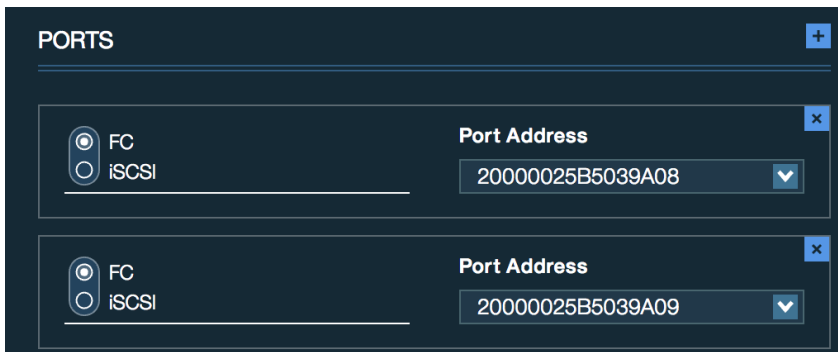 PORTS
FC
iSCSI
Port Address
20000025B5039A08
FC
iSCSI
Port Address
20000025B5039A09